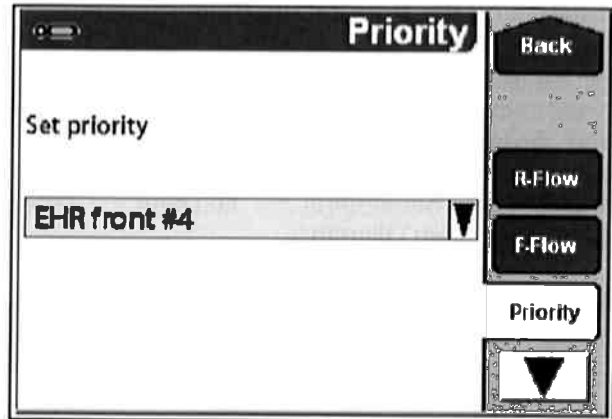 Priority
Back
Set priority
R-Flow
EHR front #4
F-Flow
Priority